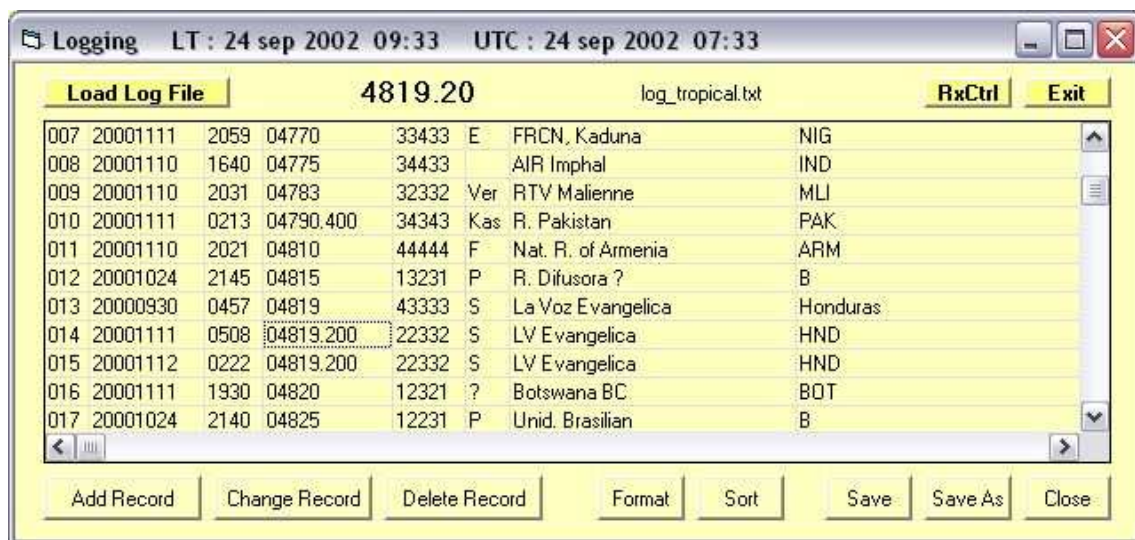 Logging LT : 24 sep 2002 09:33 UTC : 24 sep 2002 07:33
Load Log File 4819.20 log_tropical.txt RxCtrl Exit
007 20001111 2059 04770 33433 E FRCN, Kaduna NIG
008 20001110 1640 04775 34433 AIR Imphal IND
009 20001110 2031 04783 32332 Ver RTV Malienne MLI
010 20001111 0213 04790.400 34343 Kas R. Pakistan PAK
011 20001110 2021 04810 44444 F Nat. R. of Armenia ARM
012 20001024 2145 04815 13231 P R. Difusora ? B
013 20000930 0457 04819 43333 S La Voz Evangelica Honduras
014 20001111 0508 04819.200 22332 S LV Evangelica HND
015 20001112 0222 04819.200 22332 S LV Evangelica HND
016 20001111 1930 04820 12321 ? Botswana BC BOT
017 20001024 2140 04825 12231 P Unid. Brasilian B
Add Record Change Record Delete Record Format Sort Save Save As Close